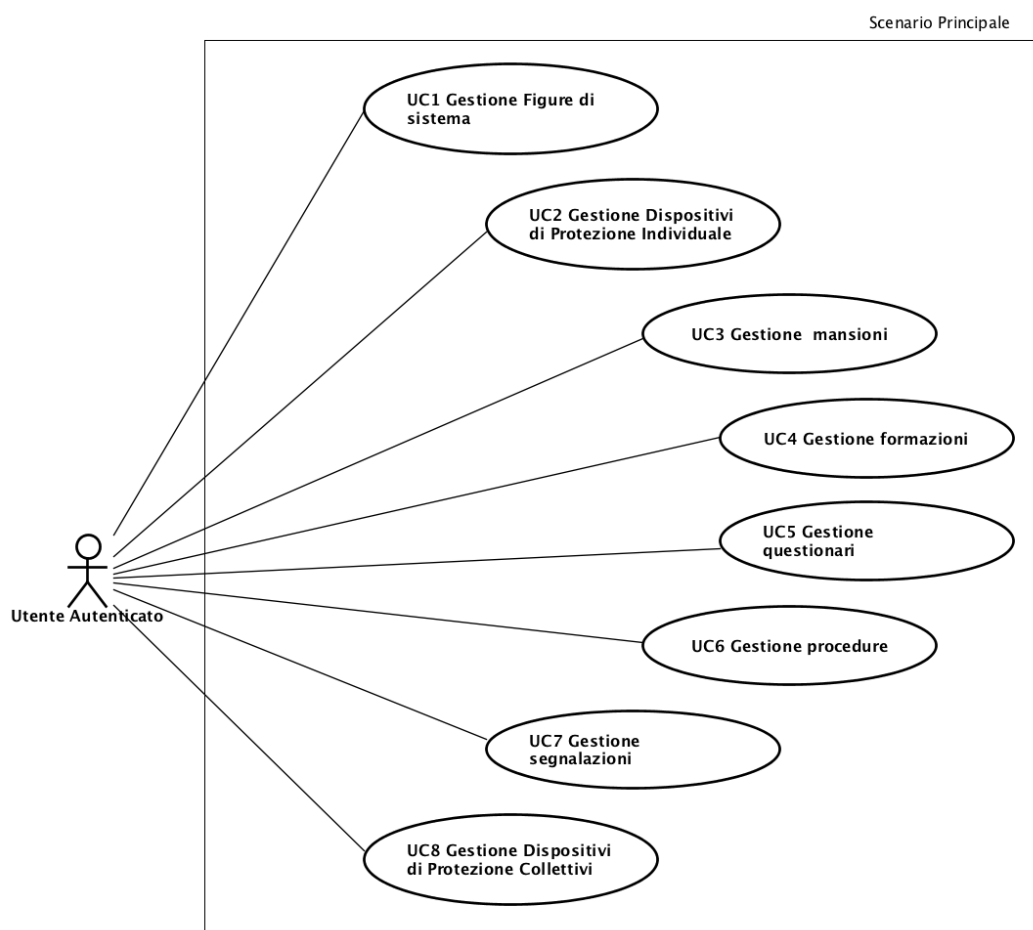 Scenario Principale
UC1 Gestione Figure di
sistema
UC2 Gestione Dispositivi
di Protezione Individuale
UC3 Gestione  mansioni
UC4 Gestione formazioni
UC5 Gestione
questionari
Utente Autenticato
UC6 Gestione procedure
UC7 Gestione
segnalazioni
UC8 Gestione Dispositivi
di Protezione Collettivi